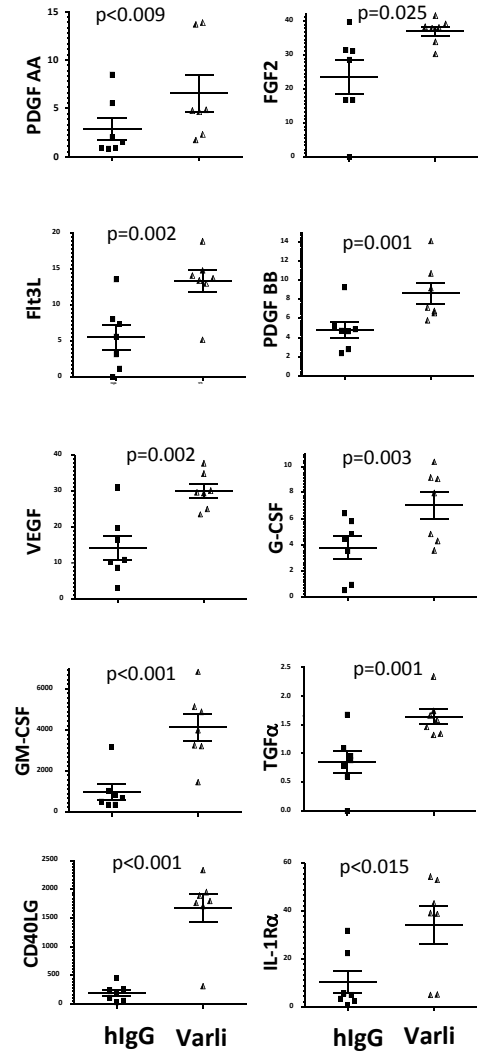 p<0.009
PDGF AA
15
10
5
0
p=0.025
FGF2
40
30
20
10
0
p=0.002
Flt3L
20
15
10
5
0
p=0.001
PDGF BB
14
12
10
8
6
4
2
0
p=0.002
VEGF
40
30
20
10
0
p=0.003
G-CSF
10
8
6
4
2
0
p<0.001
GM-CSF
6000
4000
2000
0
p=0.001
TGFα
2.5
2.0
1.5
1.0
0.5
0.0
p<0.001
CD40LG
2500
2000
1500
1000
500
0
p<0.015
IL-1Rα
60
40
20
0
hIgG Varli
hIgG Varli